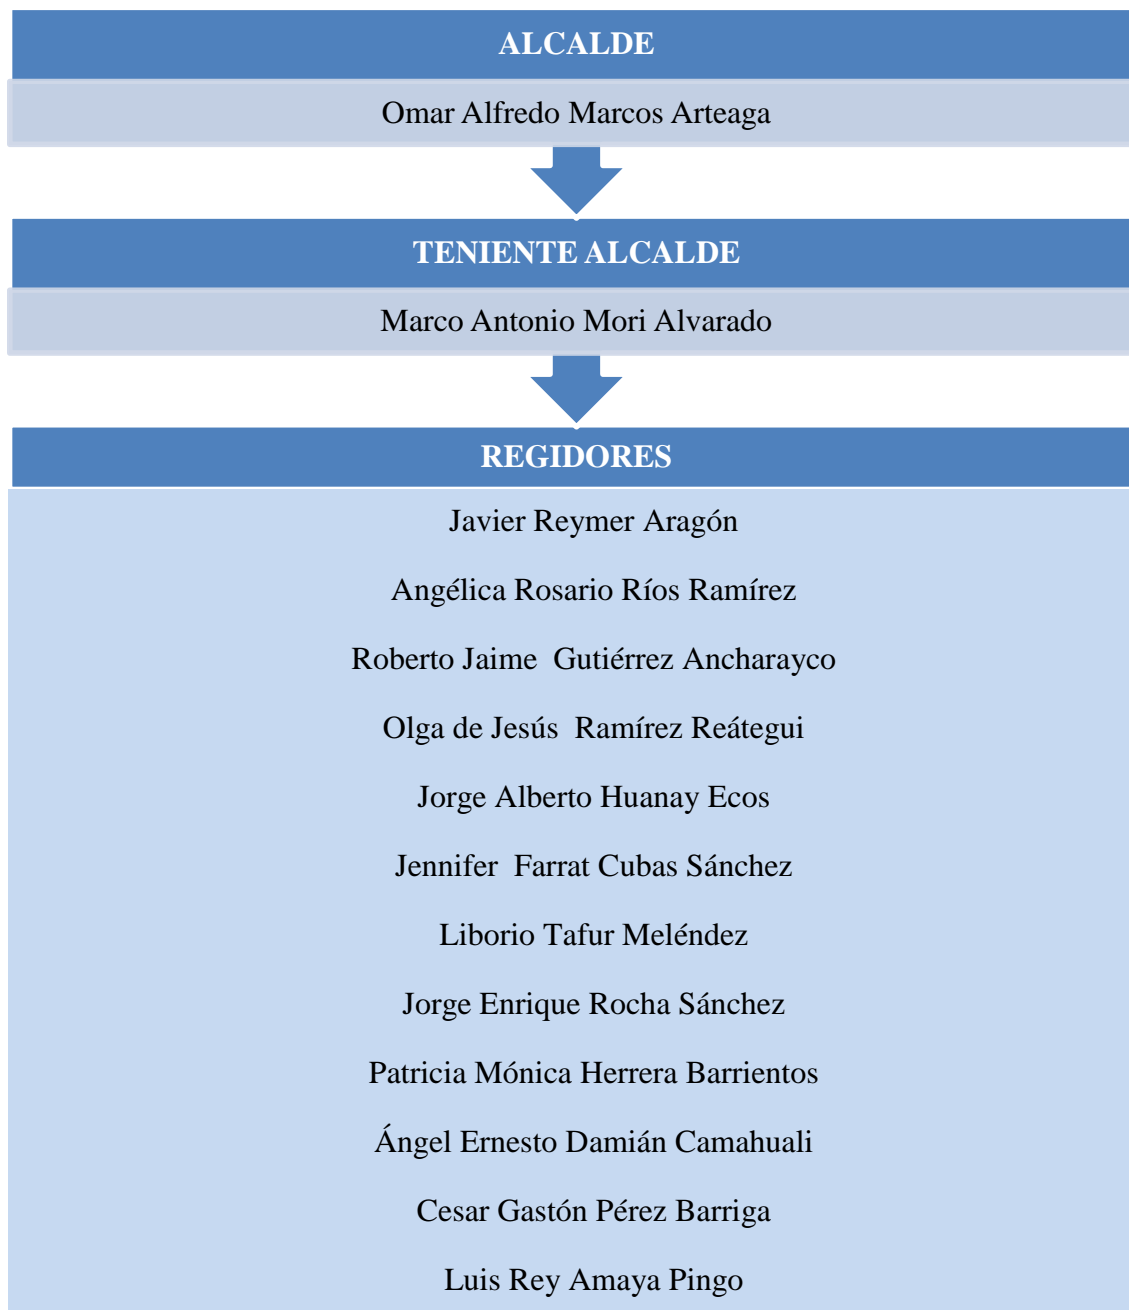 ALCALDE
Omar Alfredo Marcos Arteaga
TENIENTE ALCALDE
Marco Antonio Mori Alvarado
REGIDORES
Javier Reymer Aragón
Angélica Rosario Ríos Ramírez
Roberto Jaime  Gutiérrez Ancharayco
Olga de Jesús  Ramírez Reátegui
Jorge Alberto Huanay Ecos
Jennifer  Farrat Cubas Sánchez
Liborio Tafur Meléndez
Jorge Enrique Rocha Sánchez
Patricia Mónica Herrera Barrientos
Ángel Ernesto Damián Camahuali
Cesar Gastón Pérez Barriga
Luis Rey Amaya Pingo